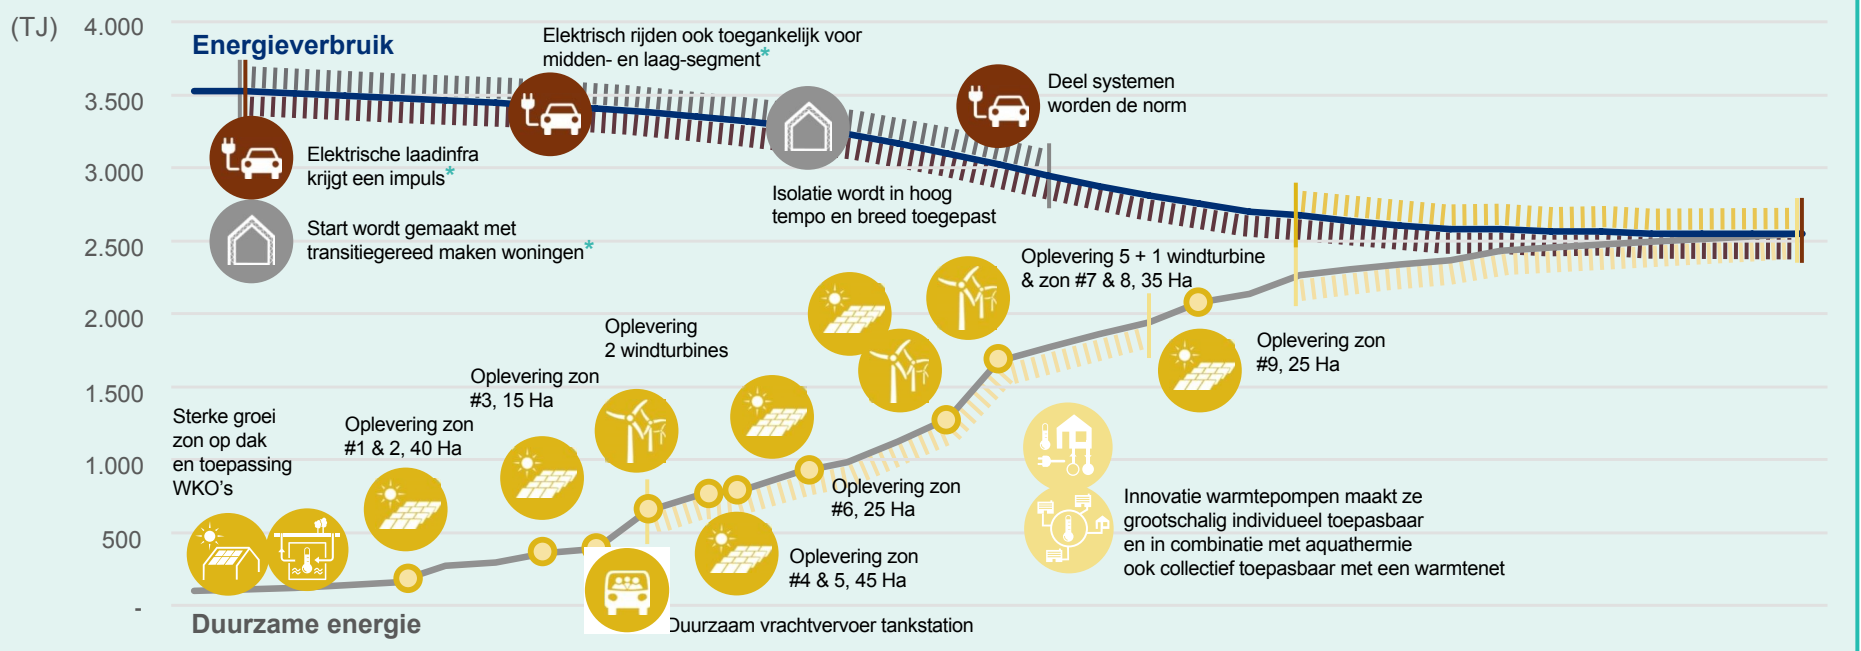 (TJ)
4.000
3.500
3.000
2.500
2.000
1.500
1.000
500
-
Energieverbruik
Elektrisch rijden ook toegankelijk voor
midden- en laag-segment*
Deel systemen
worden de norm
Elektrische laadinfra
krijgt een impuls*
Start wordt gemaakt met
transitiegereed maken woningen*
Isolatie wordt in hoog
tempo en breed toegepast
Oplevering 5 + 1 windturbine
& zon #7 & 8, 35 Ha
Oplevering
2 windturbines
Oplevering zon
#9, 25 Ha
Oplevering zon
#3, 15 Ha
Sterke groei
zon op dak
en toepassing
WKO's
Oplevering zon
#1 & 2, 40 Ha
Oplevering zon
#6, 25 Ha
Oplevering zon
#4 & 5, 45 Ha
Innovatie warmtepompen maakt ze
grootschalig individueel toepasbaar
en in combinatie met aquathermie
ook collectief toepasbaar met een warmtenet
Duurzame energie
Duurzaam vrachtvervoer tankstation